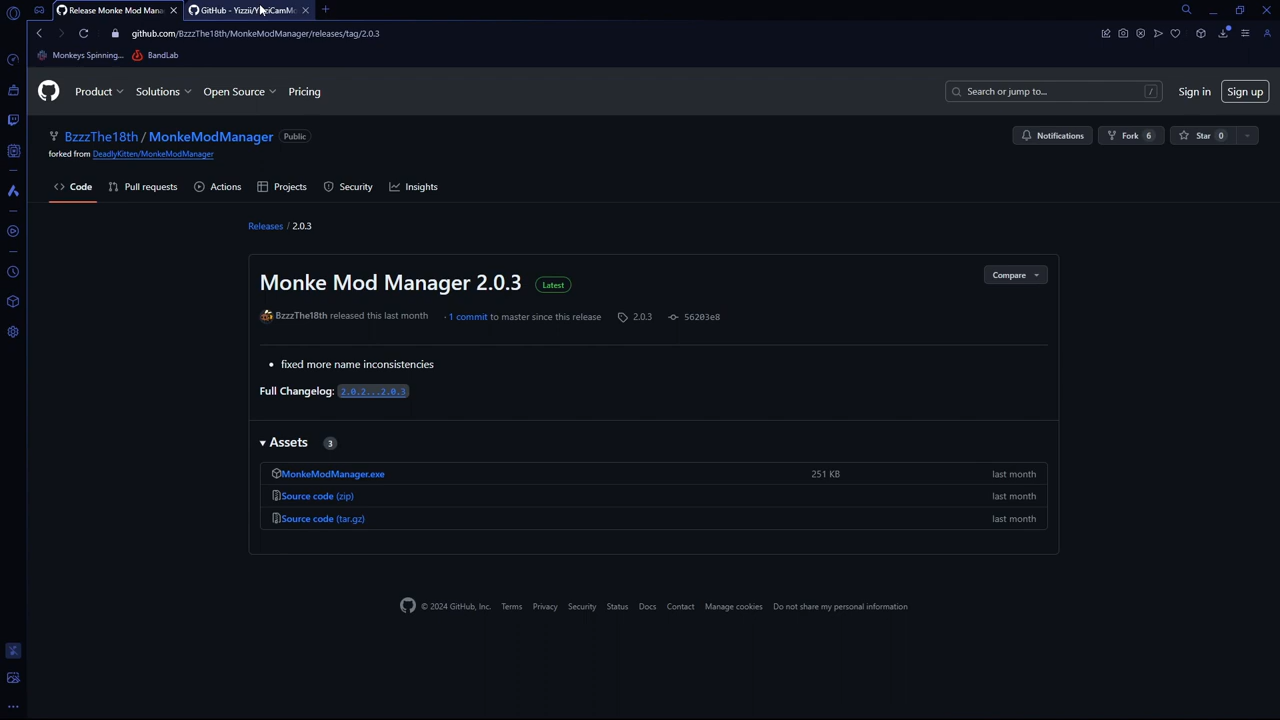 Release Monke Mod Mana
GitHub - Yizzii/YizziCamMo
github.com/BzzzThe18th/MonkeModManager/releases/tag/2.0.3
Monkeys Spinning...
BandLab
Product
Solutions
Open Source
Pricing
Search or jump to...
/
Sign in
Sign up
BzzzThe18th / MonkeModManager
Public
forked from DeadlyKitten/MonkeModManager
Notifications
Fork 6
Star 0
Code
Pull requests
Actions
Projects
Security
Insights
Releases / 2.0.3
Monke Mod Manager 2.0.3
Latest
Compare
BzzzThe18th released this last month
· 1 commit to master since this release
2.0.3
56203e8
• fixed more name inconsistencies
Full Changelog: 2.0.2...2.0.3
Assets 3
MonkeModManager.exe 251 KB last month
Source code (zip) last month
Source code (tar.gz) last month
© 2024 GitHub, Inc. Terms Privacy Security Status Docs Contact Manage cookies Do not share my personal information